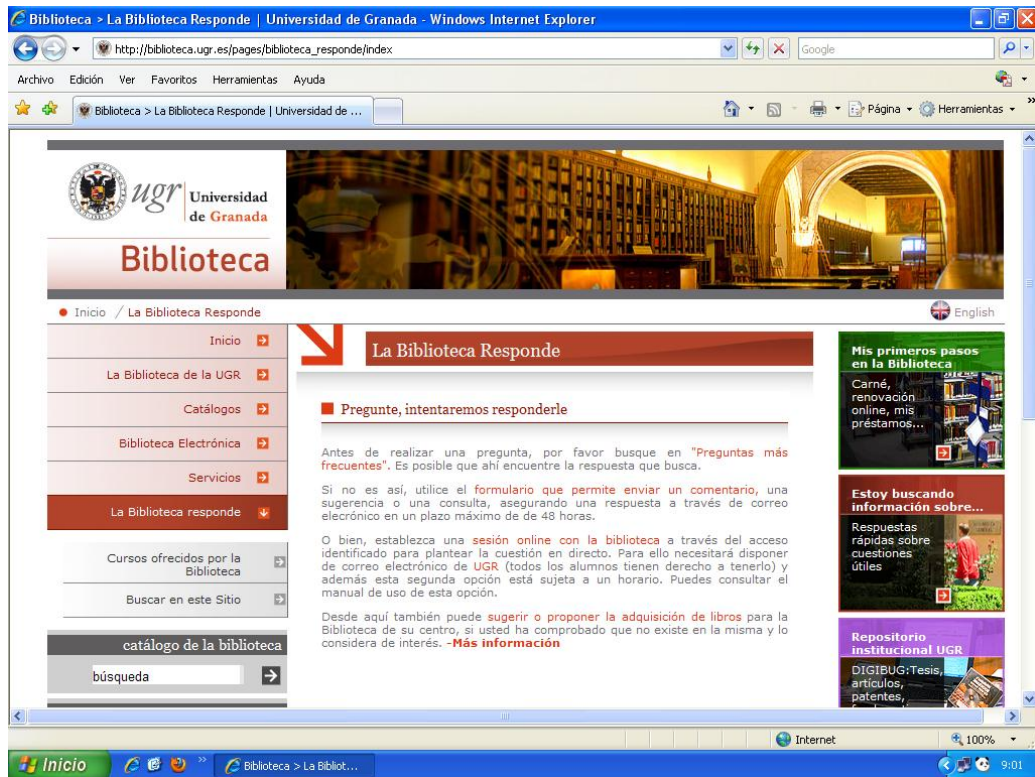 Biblioteca > La Biblioteca Responde | Universidad de Granada - Windows Internet Explorer
http://biblioteca.ugr.es/pages/biblioteca_responde/index
Google
Archivo Edición Ver Favoritos Herramientas Ayuda
Biblioteca > La Biblioteca Responde | Universidad de ...
Página
Herramientas
ugr Universidad
de Granada
Biblioteca
Inicio / La Biblioteca Responde
English
Inicio
La Biblioteca de la UGR
Catálogos
Biblioteca Electrónica
Servicios
La Biblioteca responde
Cursos ofrecidos por la
Biblioteca
Buscar en este Sitio
catálogo de la biblioteca
búsqueda
La Biblioteca Responde
Pregunte, intentaremos responderle
Antes de realizar una pregunta, por favor busque en "Preguntas más
frecuentes". Es posible que ahí encuentre la respuesta que busca.
Si no es así, utilice el formulario que permite enviar un comentario, una
sugerencia o una consulta, asegurando una respuesta a través de correo
elecrónico en un plazo máximo de de 48 horas.
O bien, establezca una sesión online con la biblioteca a través del acceso
identificado para plantear la cuestión en directo. Para ello necesitará disponer
de correo electrónico de UGR (todos los alumnos tienen derecho a tenerlo) y
además esta segunda opción está sujeta a un horario. Puedes consultar el
manual de uso de esta opción.
Desde aquí también puede sugerir o proponer la adquisición de libros para la
Biblioteca de su centro, si usted ha comprobado que no existe en la misma y lo
considera de interés. -Más información
Mis primeros pasos
en la Biblioteca
Carné,
renovación
online, mis
préstamos...
Estoy buscando
información sobre...
Respuestas
rápidas sobre
cuestiones
útiles
Repositorio
institucional UGR
DIGIBUG:Tesis,
artículos,
patentes,
Internet
100%
Inicio
Biblioteca > La Bibliot...
9:01